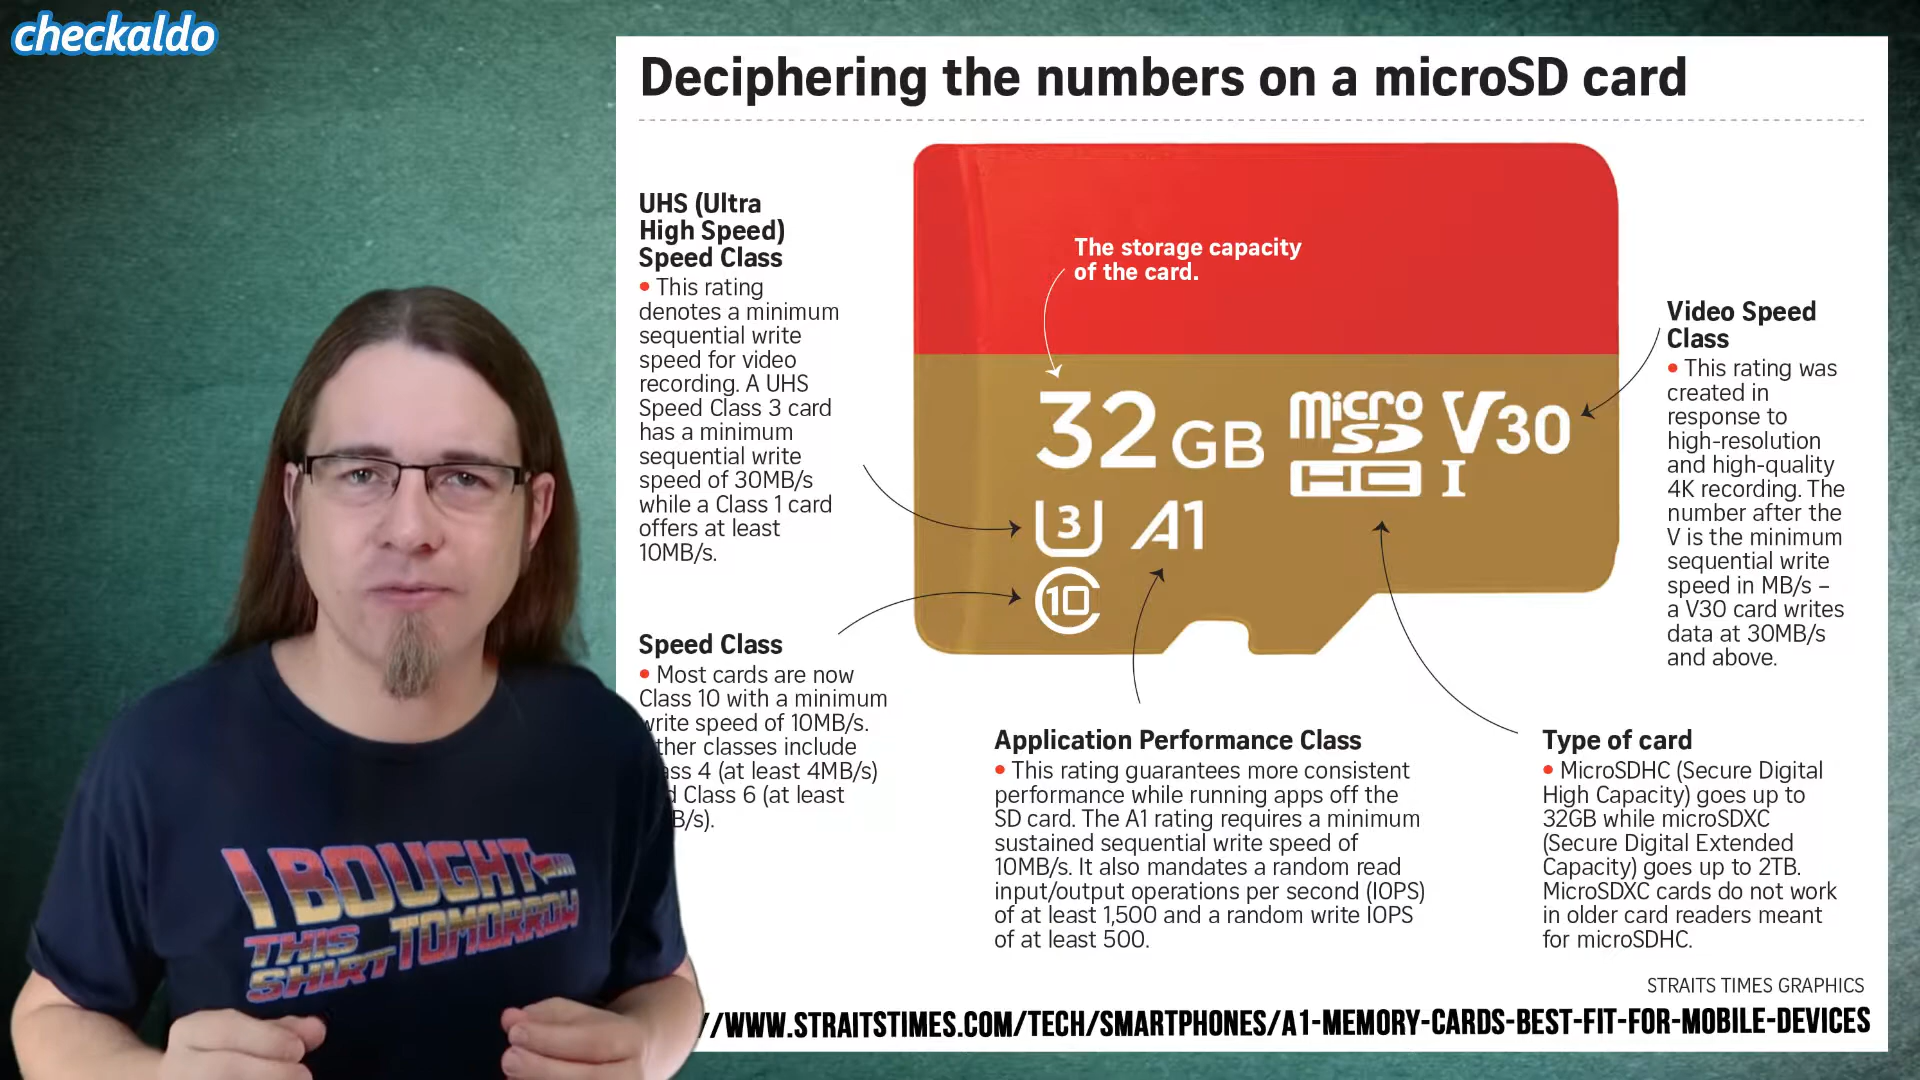 checkaldo
Deciphering the numbers on a microSD card
UHS (Ultra
High Speed)
Speed Class
• This rating
denotes a minimum
sequential write
speed for video
recording. A UHS
Speed Class 3 card
has a minimum
sequential write
speed of 30MB/s
while a Class 1 card
offers at least
10MB/s.
Speed Class
• Most cards are now
Class 10 with a minimum
write speed of 10MB/s.
ther classes include
ass 4 (at least 4MB/s)
d Class 6 (at least
B/s).
The storage capacity
of the card.
32 GB
micro
SD
HC I
V30
3 A1
10
Video Speed
Class
• This rating was
created in
response to
high-resolution
and high-quality
4K recording. The
number after the
V is the minimum
sequential write
speed in MB/s –
a V30 card writes
data at 30MB/s
and above.
Application Performance Class
• This rating guarantees more consistent
performance while running apps off the
SD card. The A1 rating requires a minimum
sustained sequential write speed of
10MB/s. It also mandates a random read
input/output operations per second (IOPS)
of at least 1,500 and a random write IOPS
of at least 500.
Type of card
• MicroSDHC (Secure Digital
High Capacity) goes up to
32GB while microSDXC
(Secure Digital Extended
Capacity) goes up to 2TB.
MicroSDXC cards do not work
in older card readers meant
for microSDHC.
STRAITS TIMES GRAPHICS
//WWW.STRAITSTIMES.COM/TECH/SMARTPHONES/A1-MEMORY-CARDS-BEST-FIT-FOR-MOBILE-DEVICES
I BOUGHT
THIS
SHIRT TOMORROW